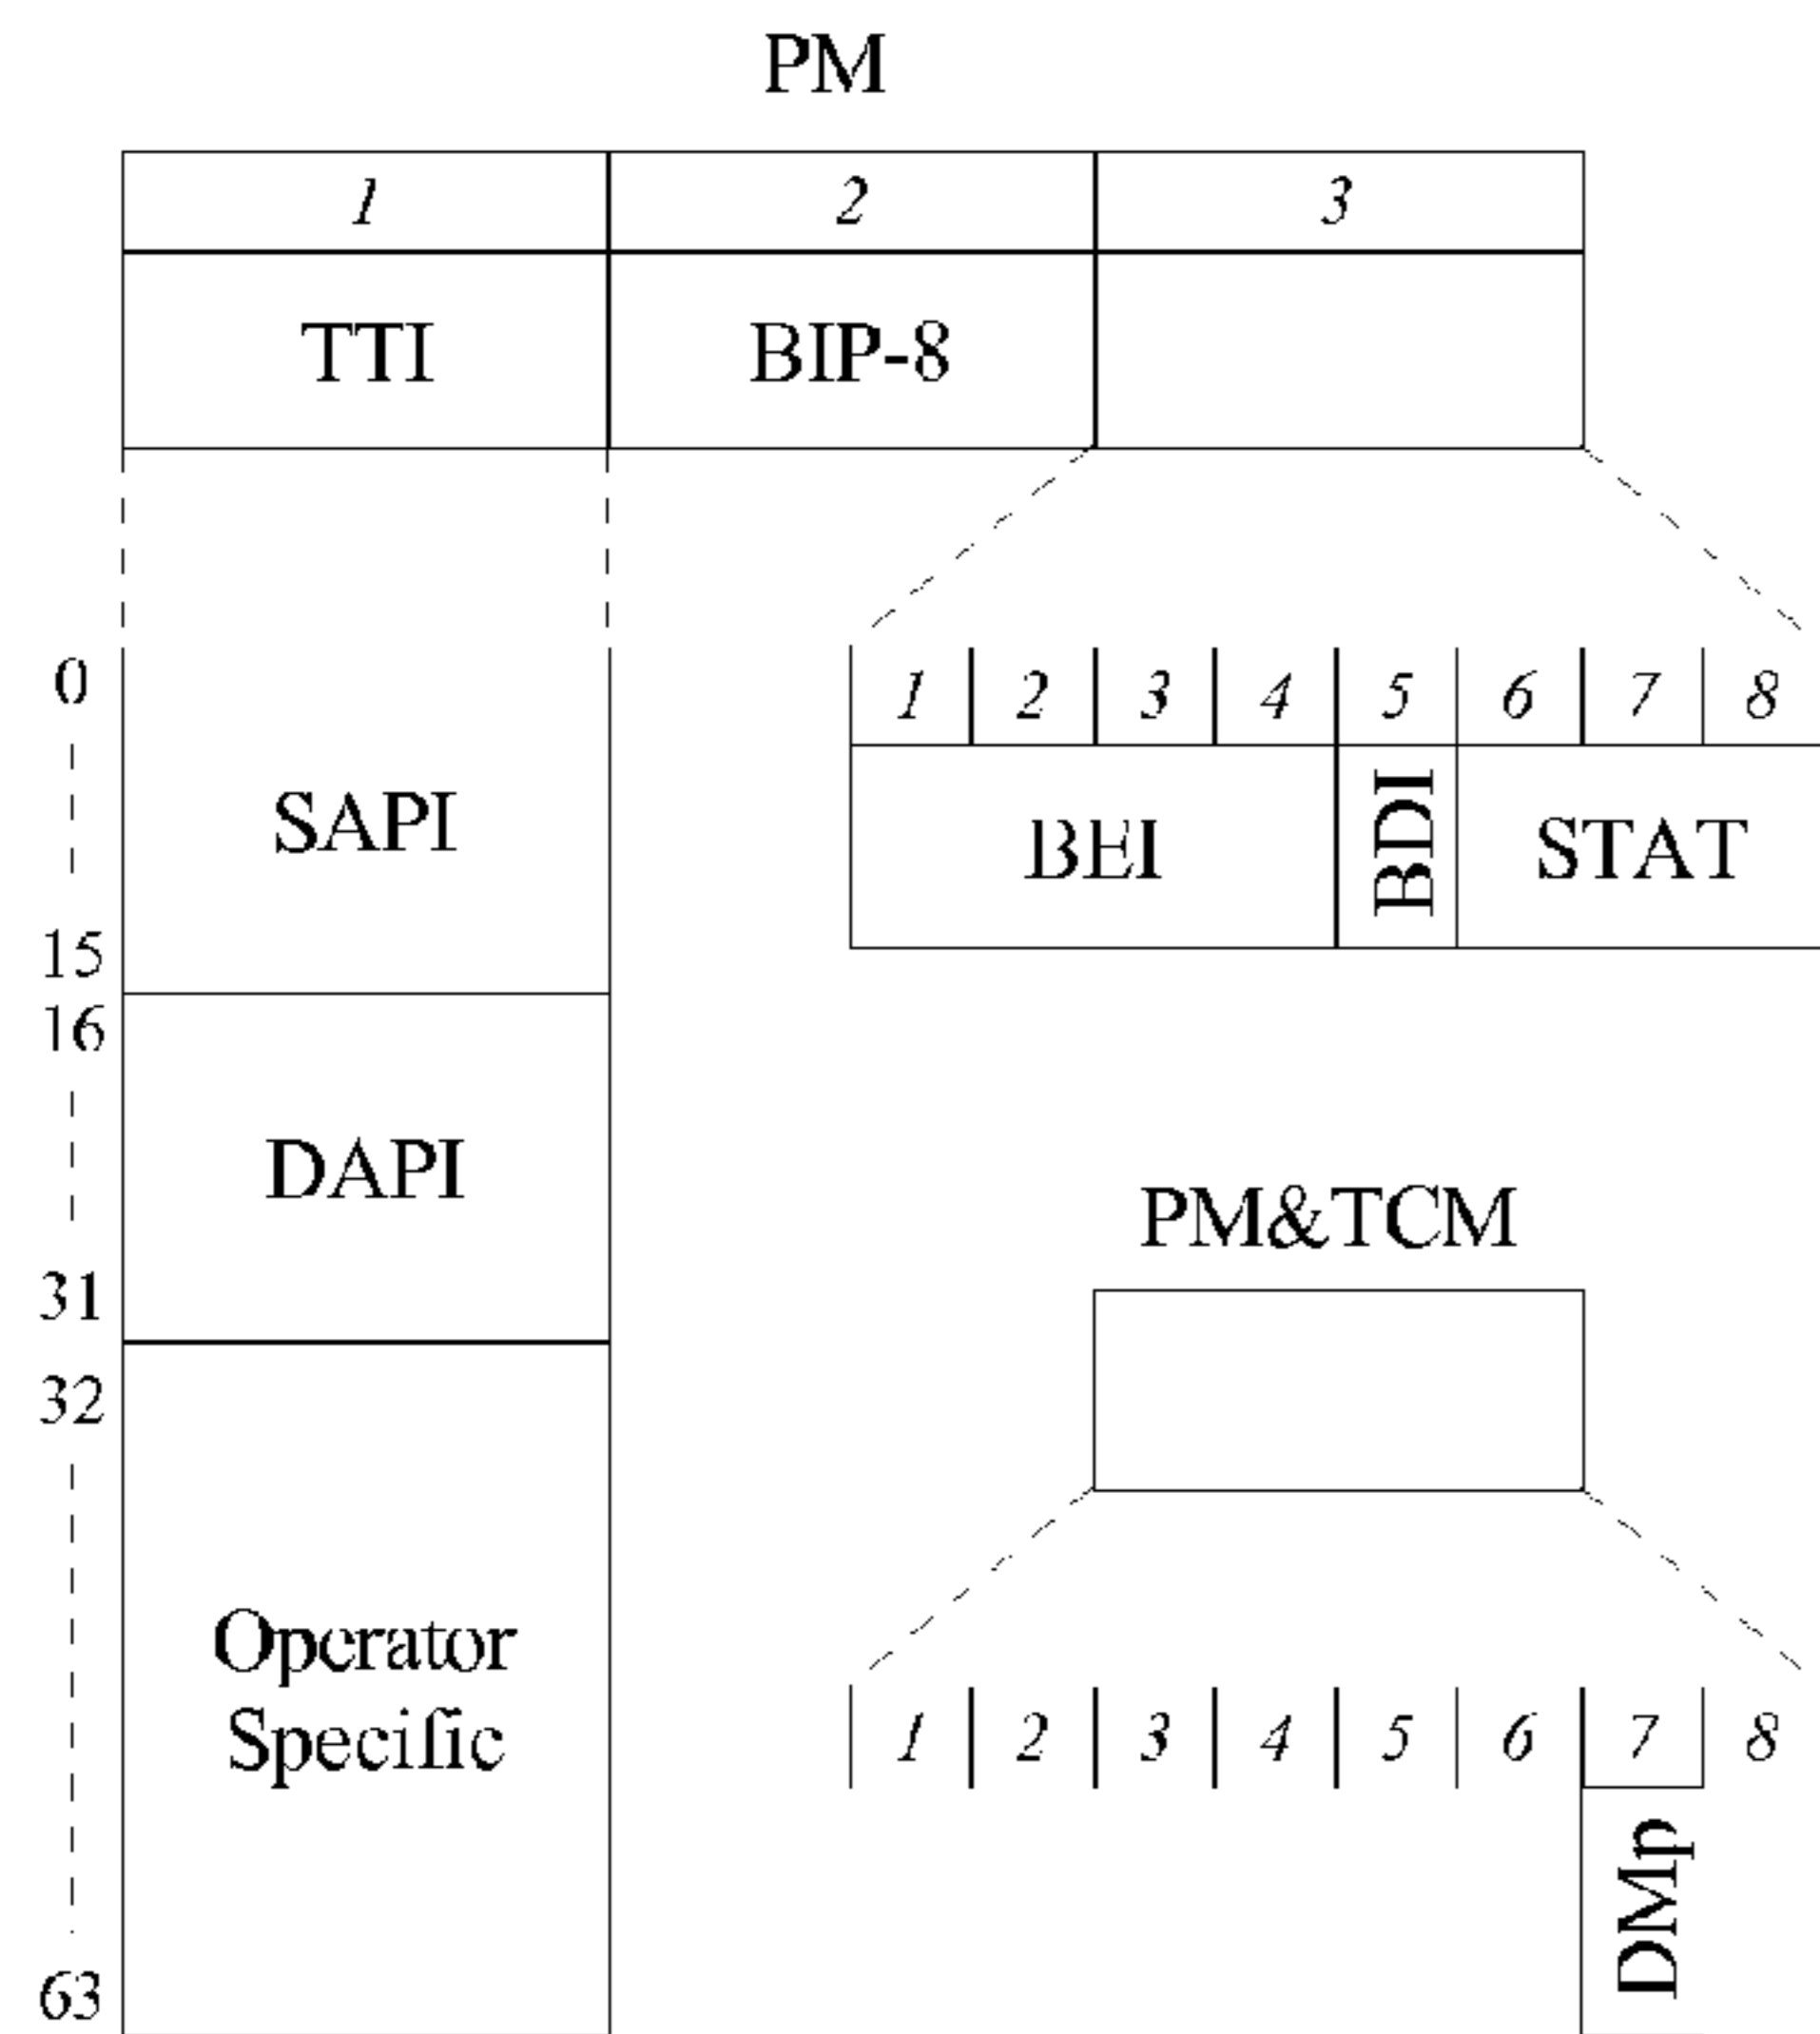 PM
1 2 3
TTI BIP-8
0
SAPI
15
16
DAPI
31
32
Operator
Specific
63
1 2 3 4 5 6 7 8
BEI BDI STAT
PM&TCM
1 2 3 4 5 6 7 8
DMp